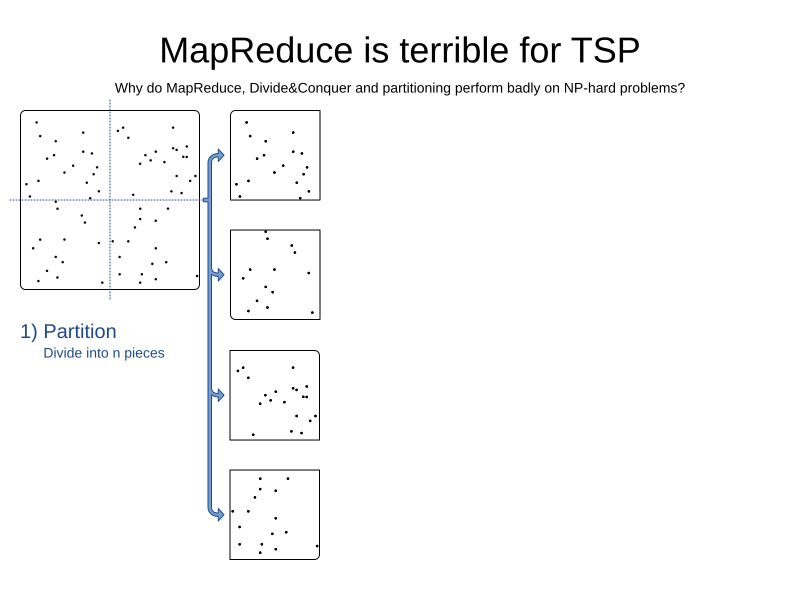 MapReduce is terrible for TSP
Why do MapReduce, Divide&Conquer and partitioning perform badly on NP-hard problems?
1) Partition
Divide into n pieces